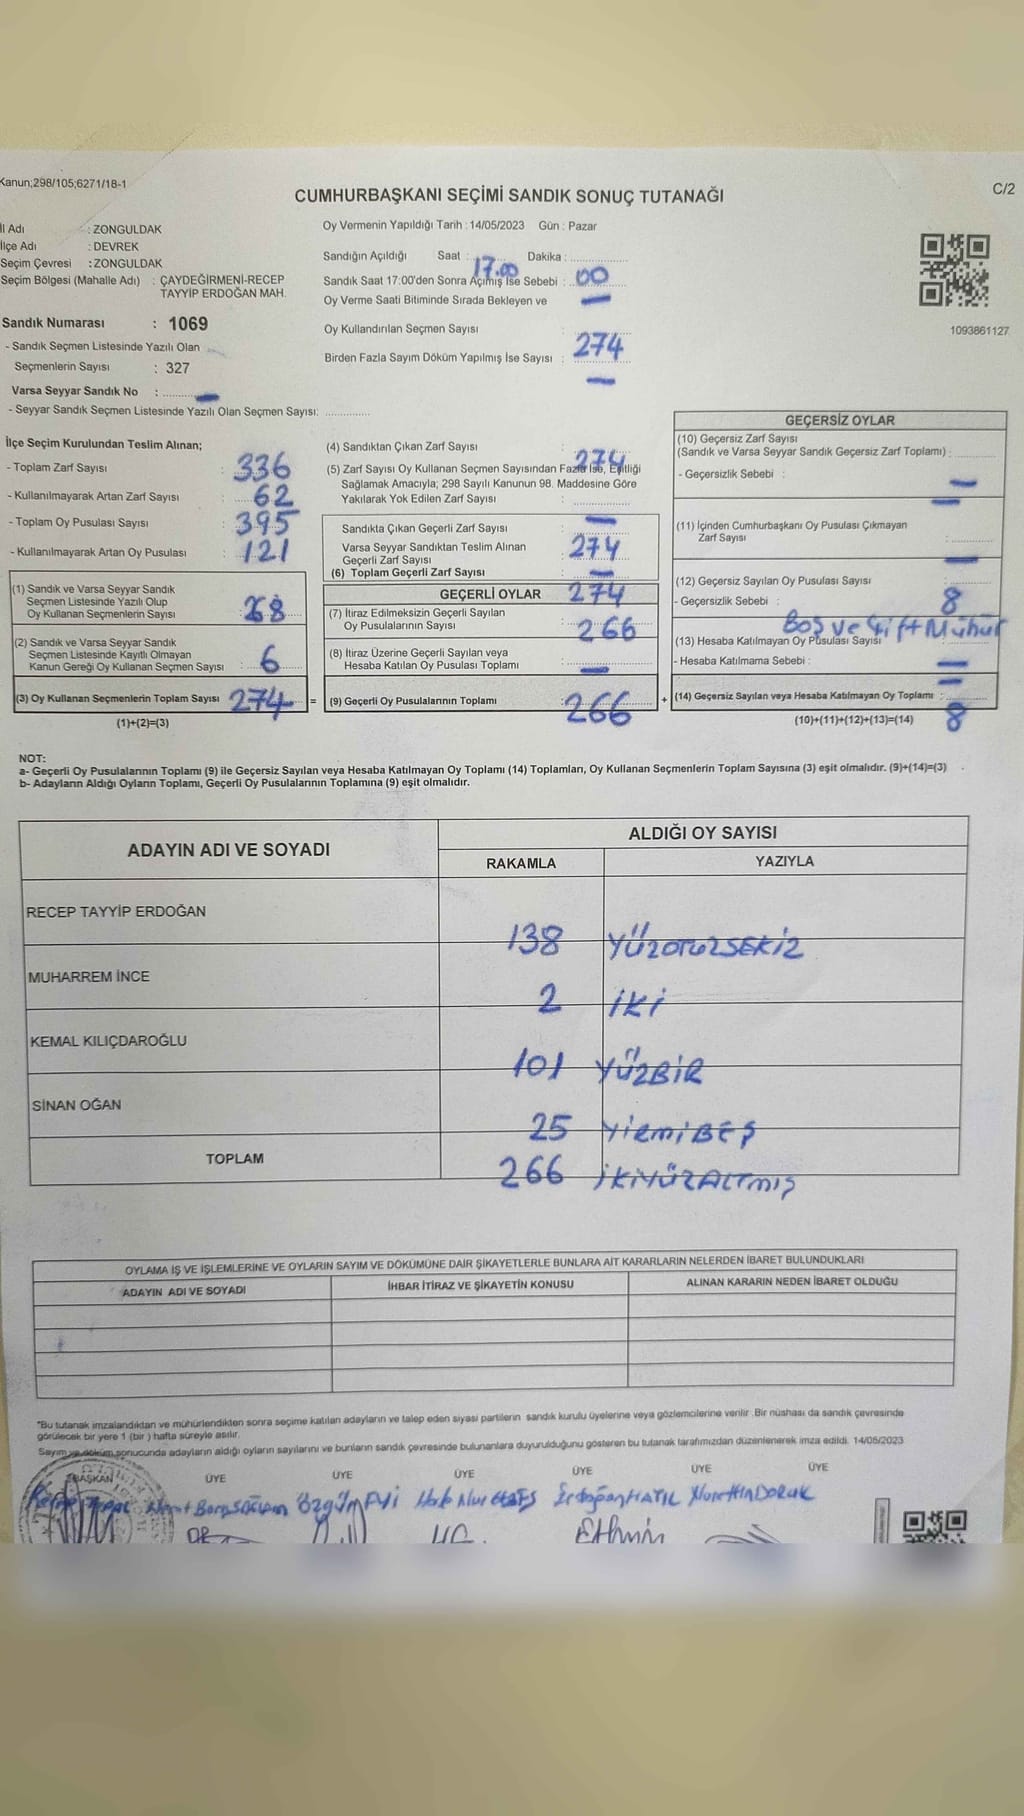 Kanun;298/105;6271/18-1
CUMHURBAŞKANI SEÇİMİ SANDIK SONUÇ TUTANAĞI
C/2
İl Adı : ZONGULDAK
İlçe Adı : DEVREK
Seçim Çevresi : ZONGULDAK
Seçim Bölgesi (Mahalle Adı) : ÇAYDEĞİRMENİ-RECEP
TAYYİP ERDOĞAN MAH.
Sandık Numarası : 1069
- Sandık Seçmen Listesinde Yazılı Olan
Seçmenlerin Sayısı : 327
Varsa Seyyar Sandık No :
- Seyyar Sandık Seçmen Listesinde Yazılı Olan Seçmen Sayısı:
Oy Vermenin Yapıldığı Tarih : 14/05/2023 Gün : Pazar
Sandığın Açıldığı Saat : 17.00 Dakika : 00
Sandık Saat 17:00'den Sonra Açılmış İse Sebebi : —
Oy Verme Saati Bitiminde Sırada Bekleyen ve
Oy Kullandırılan Seçmen Sayısı : 274
Birden Fazla Sayım Döküm Yapılmış İse Sayısı : —
1093861127
İlçe Seçim Kurulundan Teslim Alınan;
- Toplam Zarf Sayısı : 336
- Kullanılmayarak Artan Zarf Sayısı : 62
- Toplam Oy Pusulası Sayısı : 395
- Kullanılmayarak Artan Oy Pusulası : 121
(1) Sandık ve Varsa Seyyar Sandık
Seçmen Listesinde Yazılı Olup
Oy Kullanan Seçmenlerin Sayısı : 268
(2) Sandık ve Varsa Seyyar Sandık
Seçmen Listesinde Yazılı Olmayan
Kanun Gereği Oy Kullanan Seçmen Sayısı : 6
(3) Oy Kullanan Seçmenlerin Toplam Sayısı : 274 =
(1)+(2)=(3)
(4) Sandıktan Çıkan Zarf Sayısı : 274
(5) Zarf Sayısı Oy Kullanan Seçmen Sayısından Fazla İse, Eşitliği
Sağlamak Amacıyla; 298 Sayılı Kanunun 98. Maddesine Göre
Yakılarak Yok Edilen Zarf Sayısı : —
Sandıkta Çıkan Geçerli Zarf Sayısı : 274
Varsa Seyyar Sandıktan Teslim Alınan
Geçerli Zarf Sayısı : —
(6) Toplam Geçerli Zarf Sayısı : 274
GEÇERLİ OYLAR
(7) İtiraz Edilmeksizin Geçerli Sayılan
Oy Pusulalarının Sayısı : 266
(8) İtiraz Üzerine Geçerli Sayılan veya
Hesaba Katılan Oy Pusulası Toplamı : —
(9) Geçerli Oy Pusulalarının Toplamı : 266 +
GEÇERSİZ OYLAR
(10) Geçersiz Zarf Sayısı
(Sandık ve Varsa Seyyar Sandık Geçersiz Zarf Toplamı) : —
- Geçersizlik Sebebi : —
(11) İçinden Cumhurbaşkanı Oy Pusulası Çıkmayan
Zarf Sayısı : —
(12) Geçersiz Sayılan Oy Pusulası Sayısı : 8
- Geçersizlik Sebebi : Boş ve Çift Mühür
(13) Hesaba Katılmayan Oy Pusulası Sayısı : —
- Hesaba Katılmama Sebebi : —
(14) Geçersiz Sayılan veya Hesaba Katılmayan Oy Toplamı : 8
(10)+(11)+(12)+(13)=(14)
NOT:
a- Geçerli Oy Pusulalarının Toplamı (9) ile Geçersiz Sayılan veya Hesaba Katılmayan Oy Toplamı (14) Toplamları, Oy Kullanan Seçmenlerin Toplam Sayısına (3) eşit olmalıdır. (9)+(14)=(3)
b- Adayların Aldığı Oyların Toplamı, Geçerli Oy Pusulalarının Toplamına (9) eşit olmalıdır.
ADAYIN ADI VE SOYADI
ALDIĞI OY SAYISI
RAKAMLA YAZIYLA
RECEP TAYYİP ERDOĞAN 138 YÜZOTUZSEKİZ
MUHARREM İNCE 2 İKİ
KEMAL KILIÇDAROĞLU 101 YÜZBİR
SİNAN OĞAN 25 YİRMİBEŞ
TOPLAM 266 İKİYÜZALTMIŞ
OYLAMA İŞ VE İŞLEMLERİNE VE OYLARIN SAYIM VE DÖKÜMÜNE DAİR ŞİKAYETLERLE BUNLARA AİT KARARLARIN NELERDEN İBARET BULUNDUKLARI
ADAYIN ADI VE SOYADI İHBAR İTİRAZ VE ŞİKAYETİN KONUSU ALINAN KARARIN NEDEN İBARET OLDUĞU
"Bu tutanak imzalandıktan ve mühürlendikten sonra seçime katılan adayların ve talep eden siyasi partilerin sandık kurulu üyelerine veya gözlemcilerine verilir .Bir nüshası da sandık çevresinde
görülecek bir yere 1 (bir ) hafta süreyle asılır.
Sayım ve döküm sonucunda adayların aldığı oyların sayılarını ve bunların sandık çevresinde bulunanlara duyurulduğunu gösteren bu tutanak tarafımızdan düzenlenerek imza edildi. 14/05/2023
BAŞKAN ÜYE ÜYE ÜYE ÜYE ÜYE ÜYE
Erdoğan HATIL Nurettin DORUK